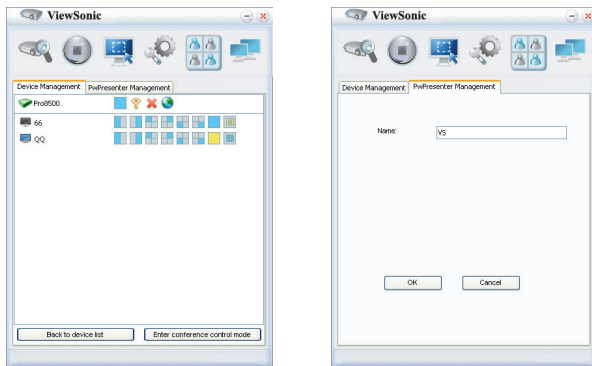 ViewSonic
Device Management PwPresenter Management
Pro8500
66
QQ
Back to device list Enter conference control mode
ViewSonic
Device Management PwPresenter Management
Name: VS
OK Cancel